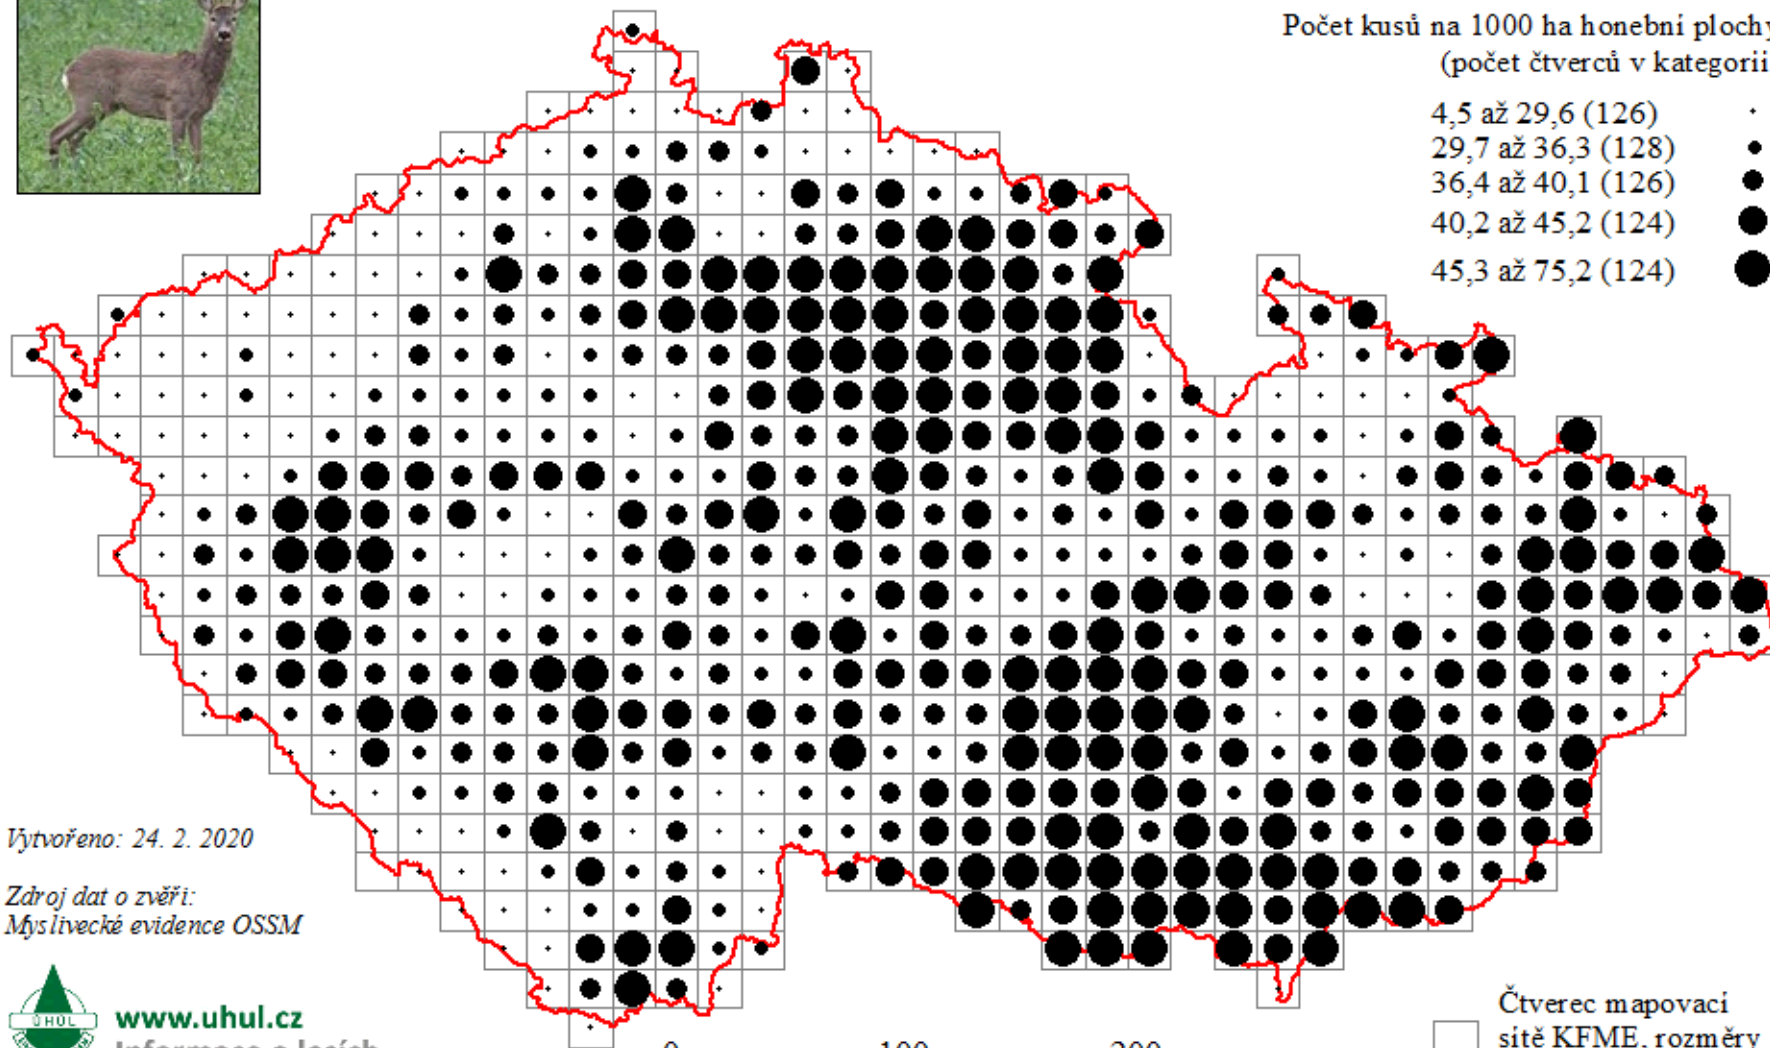 Počet kusů na 1000 ha honební plochy
(počet čtverců v kategorii
4,5 až 29,6 (126)
29,7 až 36,3 (128)
36,4 až 40,1 (126)
40,2 až 45,2 (124)
45,3 až 75,2 (124)
Vytvořeno: 24. 2. 2020
Zdroj dat o zvěři:
Myslivecké evidence OSSM
ÚHÚL
www.uhul.cz
Informace o lesích
0 100 200
Čtverec mapovací
sítě KFME, rozměry